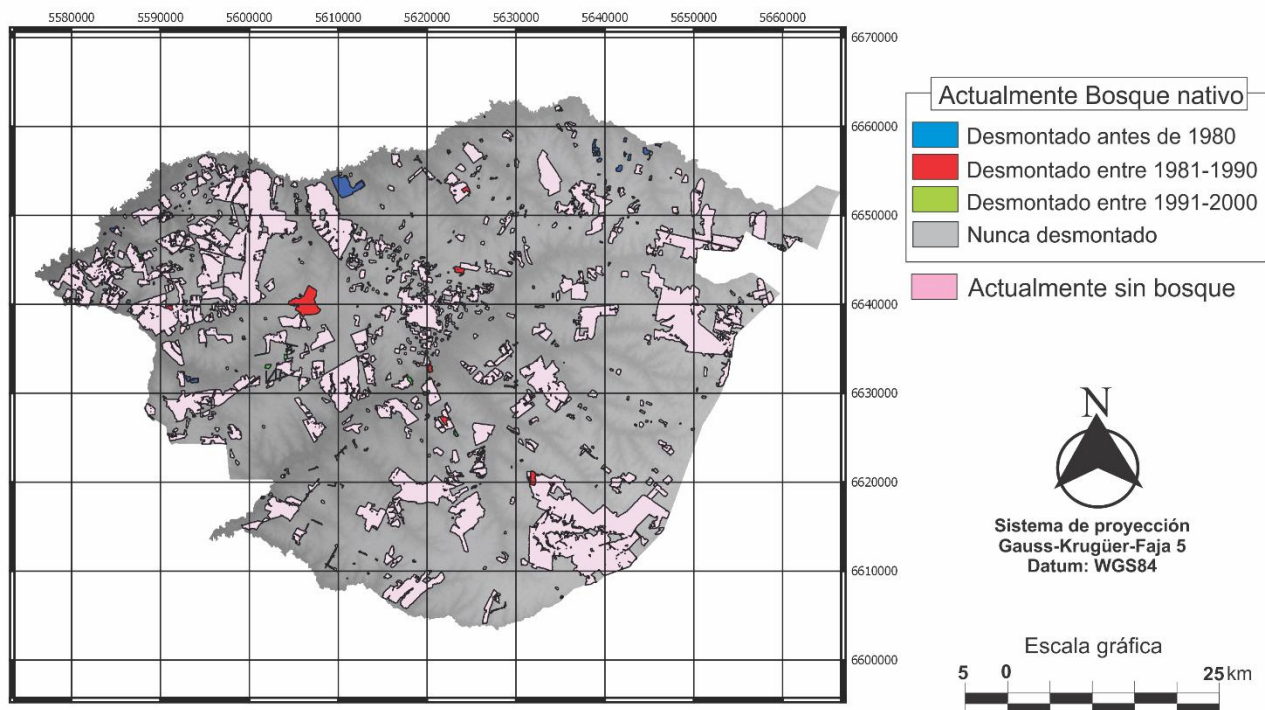 5580000 5590000 5600000 5610000 5620000 5630000 5640000 5650000 5660000
6670000
6660000
6650000
6640000
6630000
6620000
6610000
6600000
Actualmente Bosque nativo
Desmontado antes de 1980
Desmontado entre 1981-1990
Desmontado entre 1991-2000
Nunca desmontado
Actualmente sin bosque
N
Sistema de proyección
Gauss-Krugüer-Faja 5
Datum: WGS84
Escala gráfica
5 0 25 km